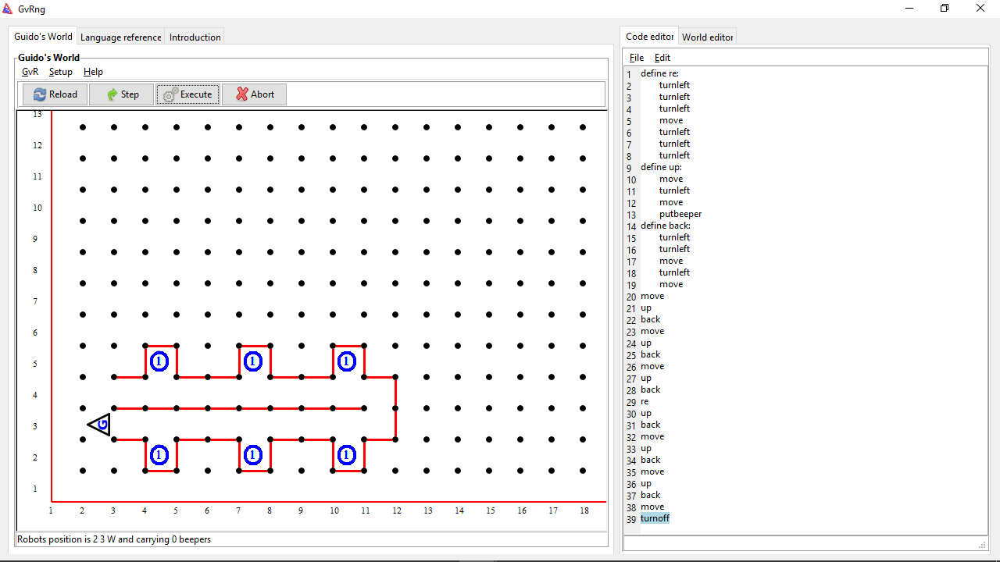 GvRng
Guido's World Language reference Introduction
Guido's World
GvR Setup Help
Reload Step Execute Abort
13
12
11
10
9
8
7
6
5
4
3
2
1
1 1 1
G
1 1 1
1 2 3 4 5 6 7 8 9 10 11 12 13 14 15 16 17 18
Robots position is 2 3 W and carrying 0 beepers
Code editor World editor
File Edit
1 define re:
2 turnleft
3 turnleft
4 turnleft
5 move
6 turnleft
7 turnleft
8 turnleft
9 define up:
10 move
11 turnleft
12 move
13 putbeeper
14 define back:
15 turnleft
16 turnleft
17 move
18 turnleft
19 move
20 move
21 up
22 back
23 move
24 up
25 back
26 move
27 up
28 back
29 re
30 up
31 back
32 move
33 up
34 back
35 move
36 up
37 back
38 move
39 turnoff